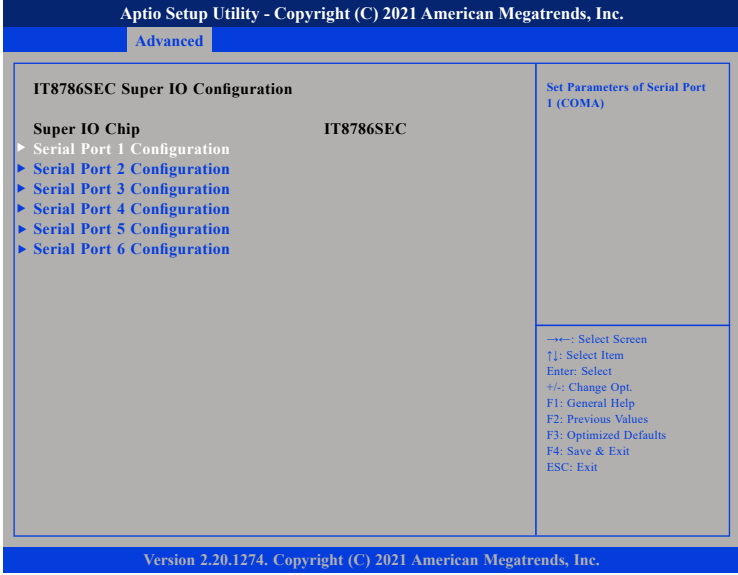 Aptio Setup Utility - Copyright (C) 2021 American Megatrends, Inc.
Advanced
IT8786SEC Super IO Configuration
Super IO Chip IT8786SEC
► Serial Port 1 Configuration
► Serial Port 2 Configuration
► Serial Port 3 Configuration
► Serial Port 4 Configuration
► Serial Port 5 Configuration
► Serial Port 6 Configuration
Set Parameters of Serial Port
1 (COMA)
→←: Select Screen
↑↓: Select Item
Enter: Select
+/-: Change Opt.
F1: General Help
F2: Previous Values
F3: Optimized Defaults
F4: Save & Exit
ESC: Exit
Version 2.20.1274. Copyright (C) 2021 American Megatrends, Inc.